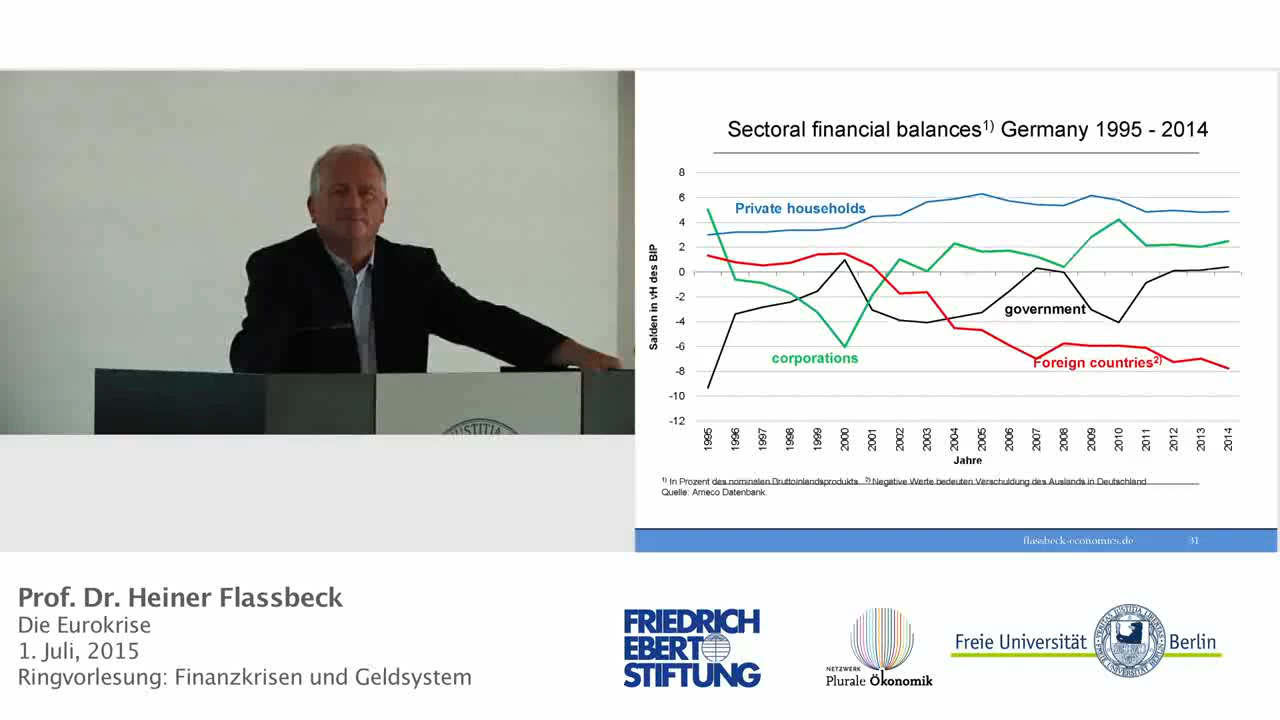 Sectoral financial balances1) Germany 1995 - 2014
8
6
4
2
0
-2
-4
-6
-8
-10
-12
Salden in vH des BIP
Private households
government
corporations
Foreign countries2)
1995 1996 1997 1998 1999 2000 2001 2002 2003 2004 2005 2006 2007 2008 2009 2010 2011 2012 2013 2014
Jahre
1) In Prozent des nominalen Bruttoinlandsprodukts. 2) Negative Werte bedeuten Verschuldung des Auslands in Deutschland
Quelle: Ameco Datenbank.
flassbeck-economics.de 31
JUSTITIA
Prof. Dr. Heiner Flassbeck
Die Eurokrise
1. Juli, 2015
Ringvorlesung: Finanzkrisen und Geldsystem
FRIEDRICH
EBERT
STIFTUNG
NETZWERK
Plurale Ökonomik
Freie Universität Berlin